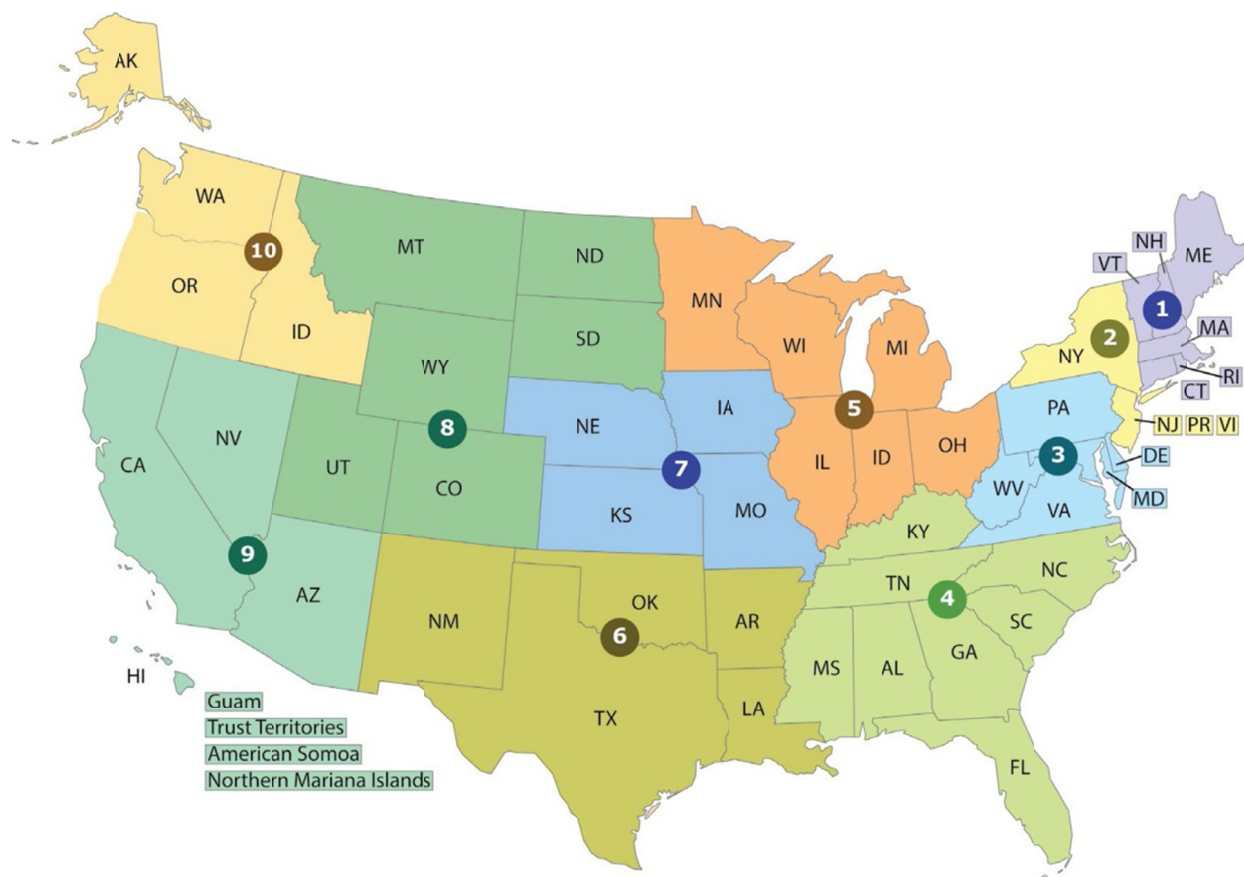 AK
WA
10
OR
ID
MT
ND
MN
SD
WY
WI
MI
NH
VT
ME
1
MA
RI
CT
2
NY
NJ PR VI
PA
3
DE
MD
WV
VA
5
IL
ID
OH
IA
NE
7
KS
MO
8
UT
CO
NV
CA
9
AZ
HI
Guam
Trust Territories
American Somoa
Northern Mariana Islands
NM
OK
6
TX
AR
LA
KY
TN
NC
4
SC
MS
AL
GA
FL